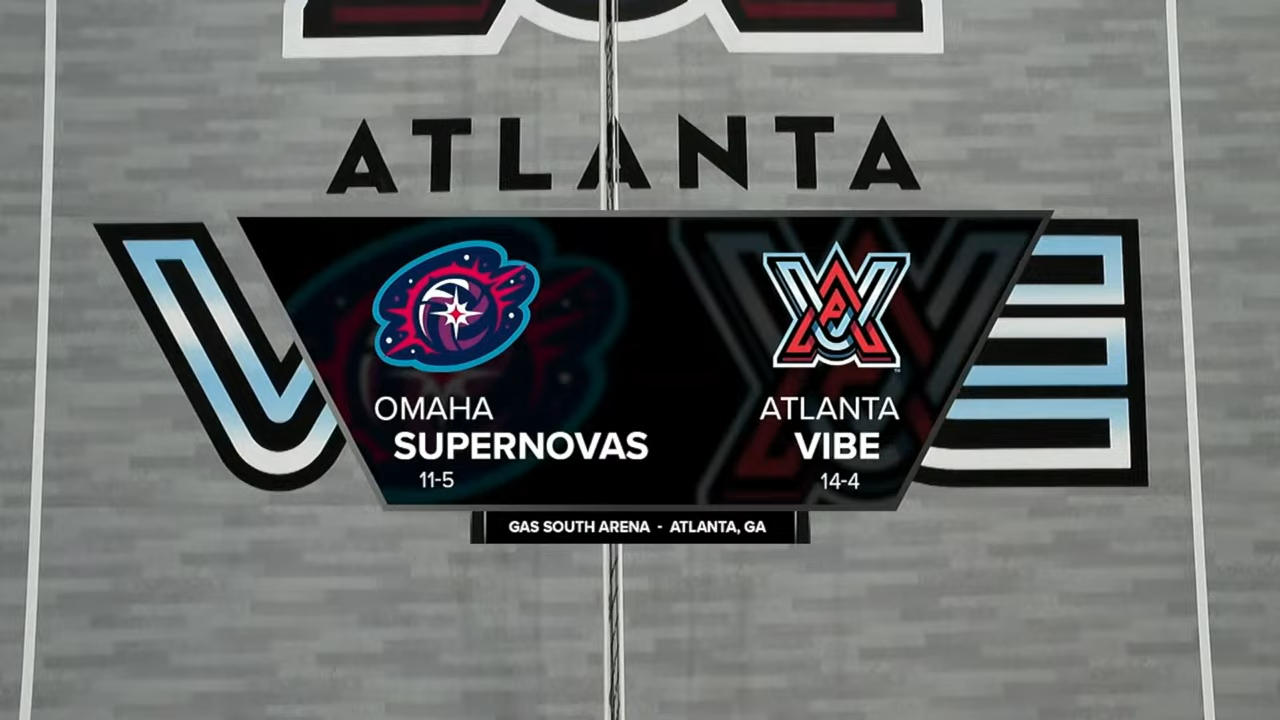 ATLANTA
OMAHA
SUPERNOVAS
11-5
ATLANTA
VIBE
14-4
GAS SOUTH ARENA - ATLANTA, GA